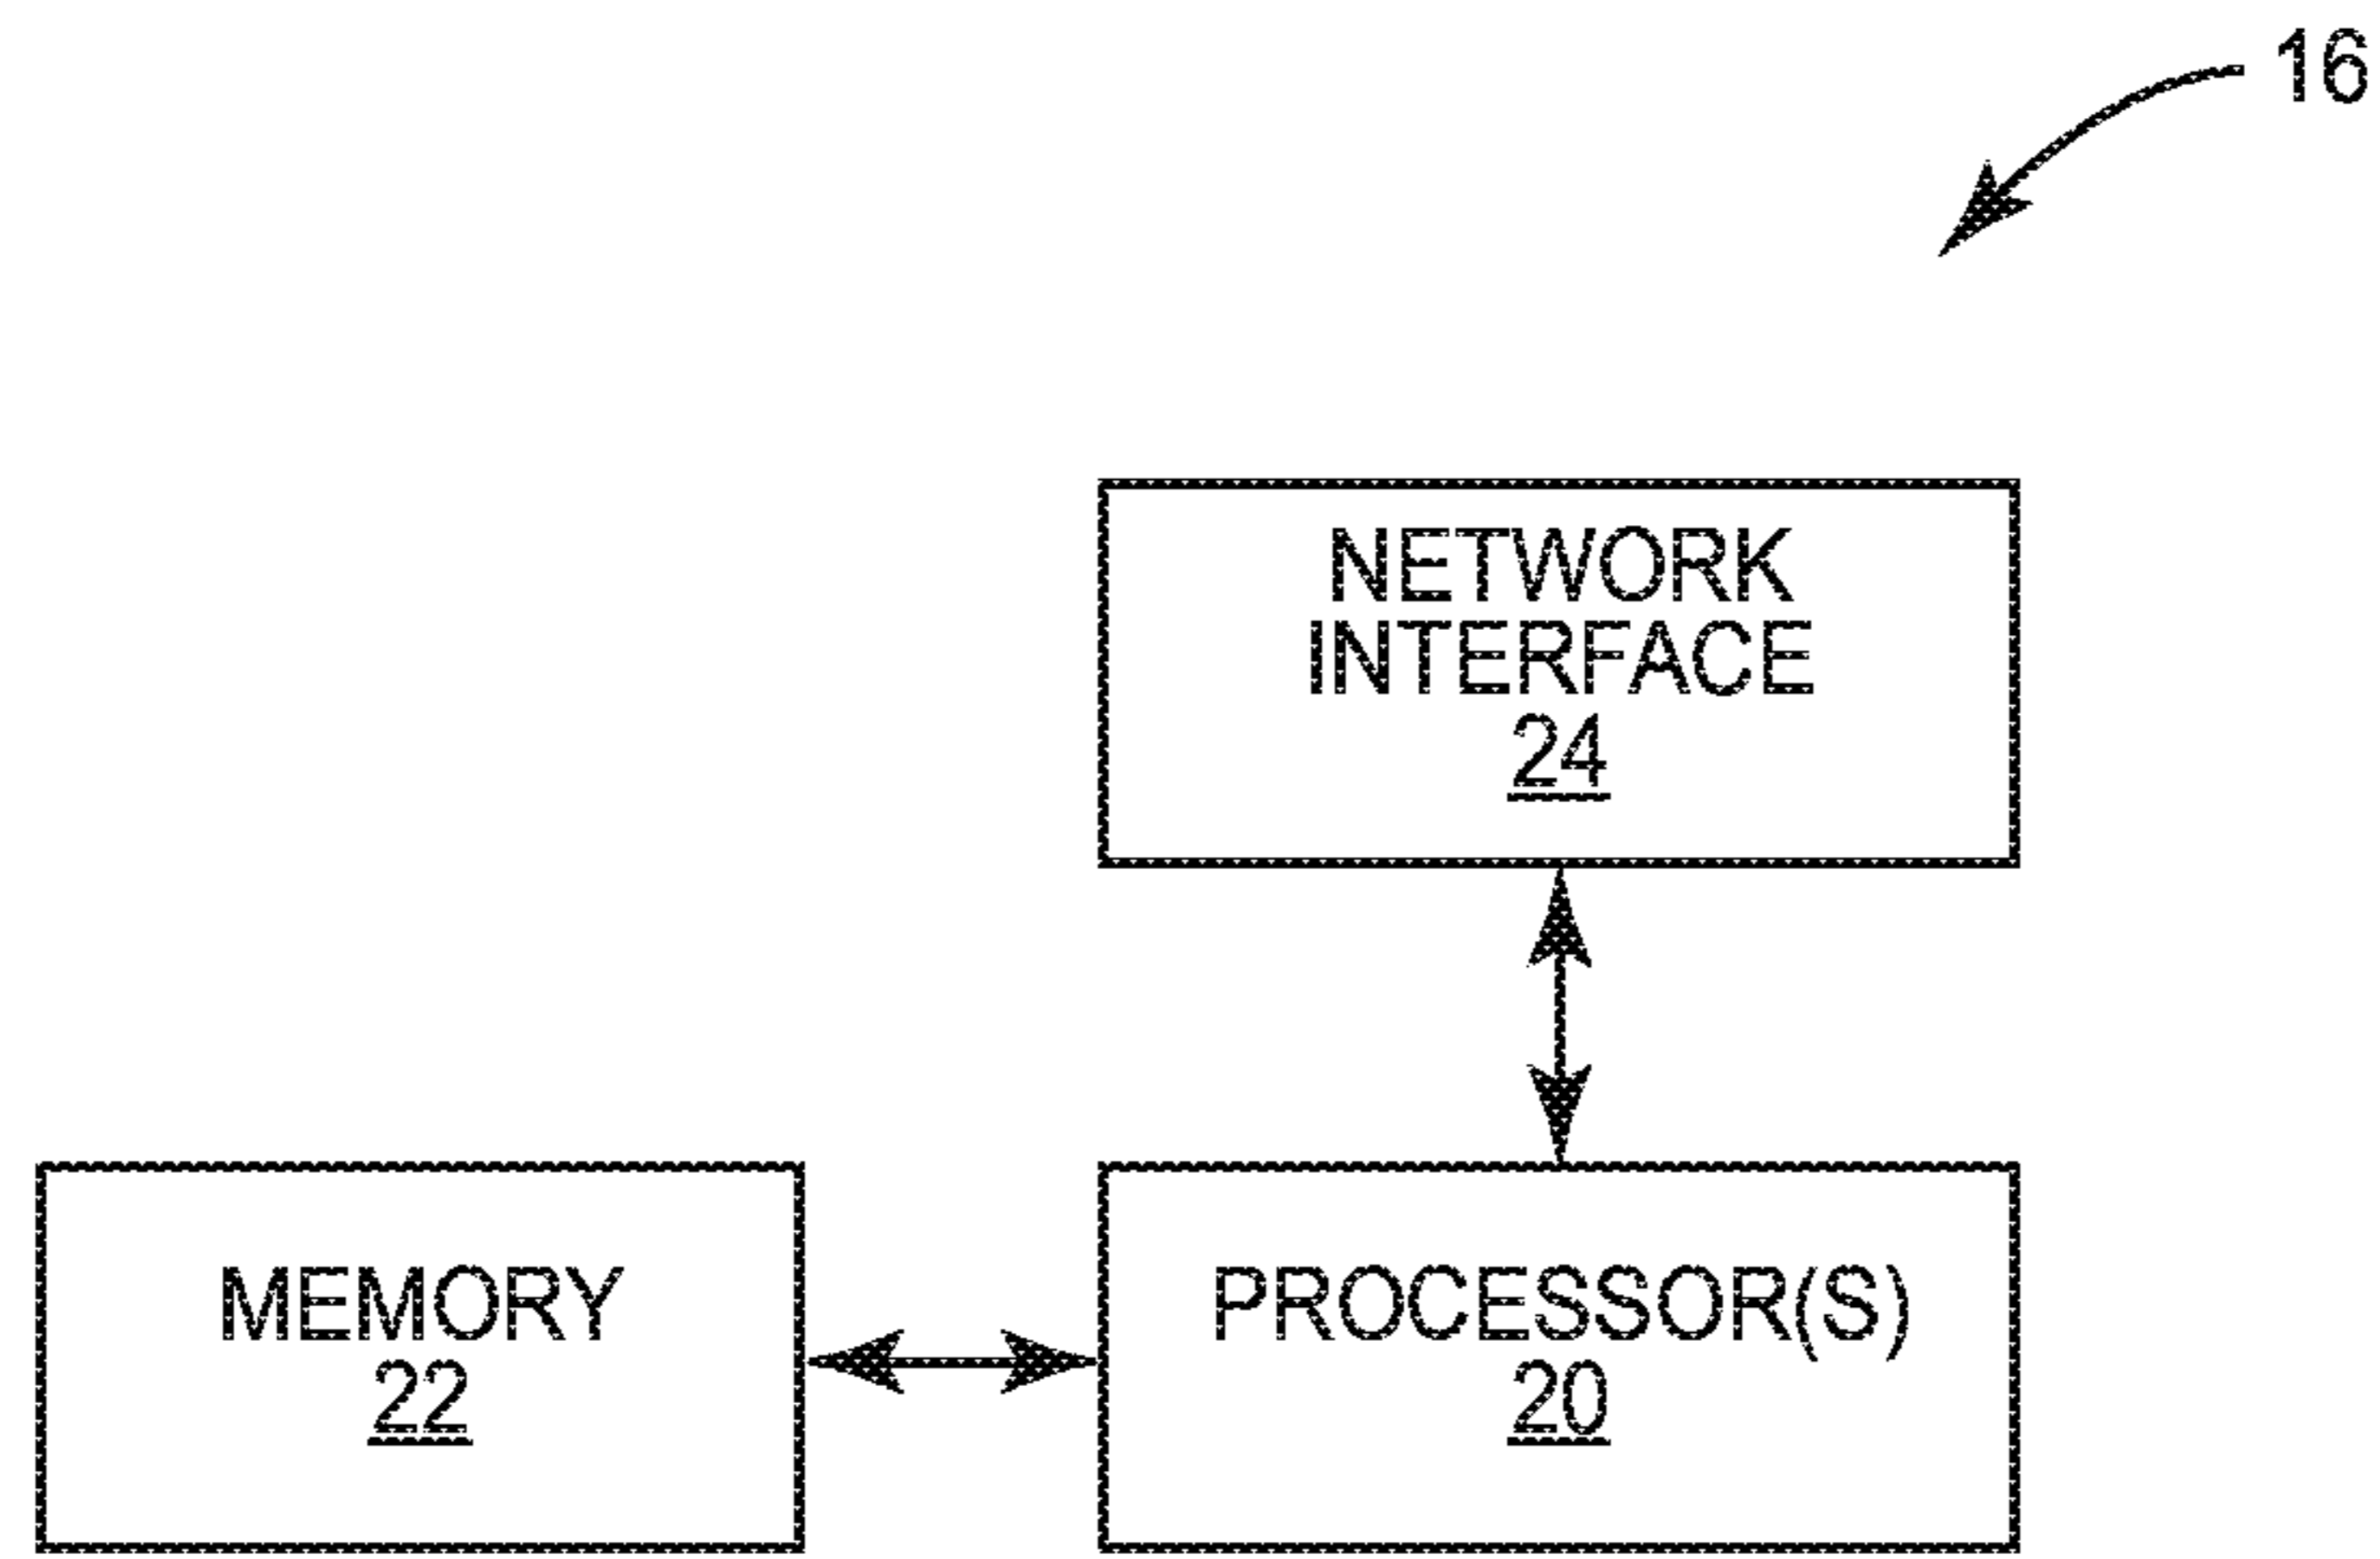 16
NETWORK
INTERFACE
24
MEMORY
22
PROCESSOR(S)
20